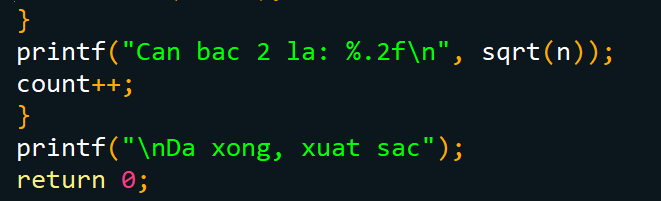 }
printf("Can bac 2 la: %.2f\n", sqrt(n));
count++;
}
printf("\nDa xong, xuat sac");
return 0;